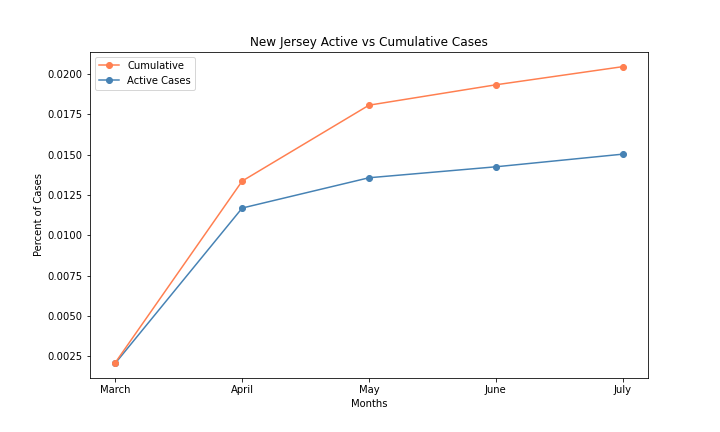 New Jersey Active vs Cumulative Cases
Cumulative
Active Cases
Percent of Cases
0.0200
0.0175
0.0150
0.0125
0.0100
0.0075
0.0050
0.0025
March April May June July
Months